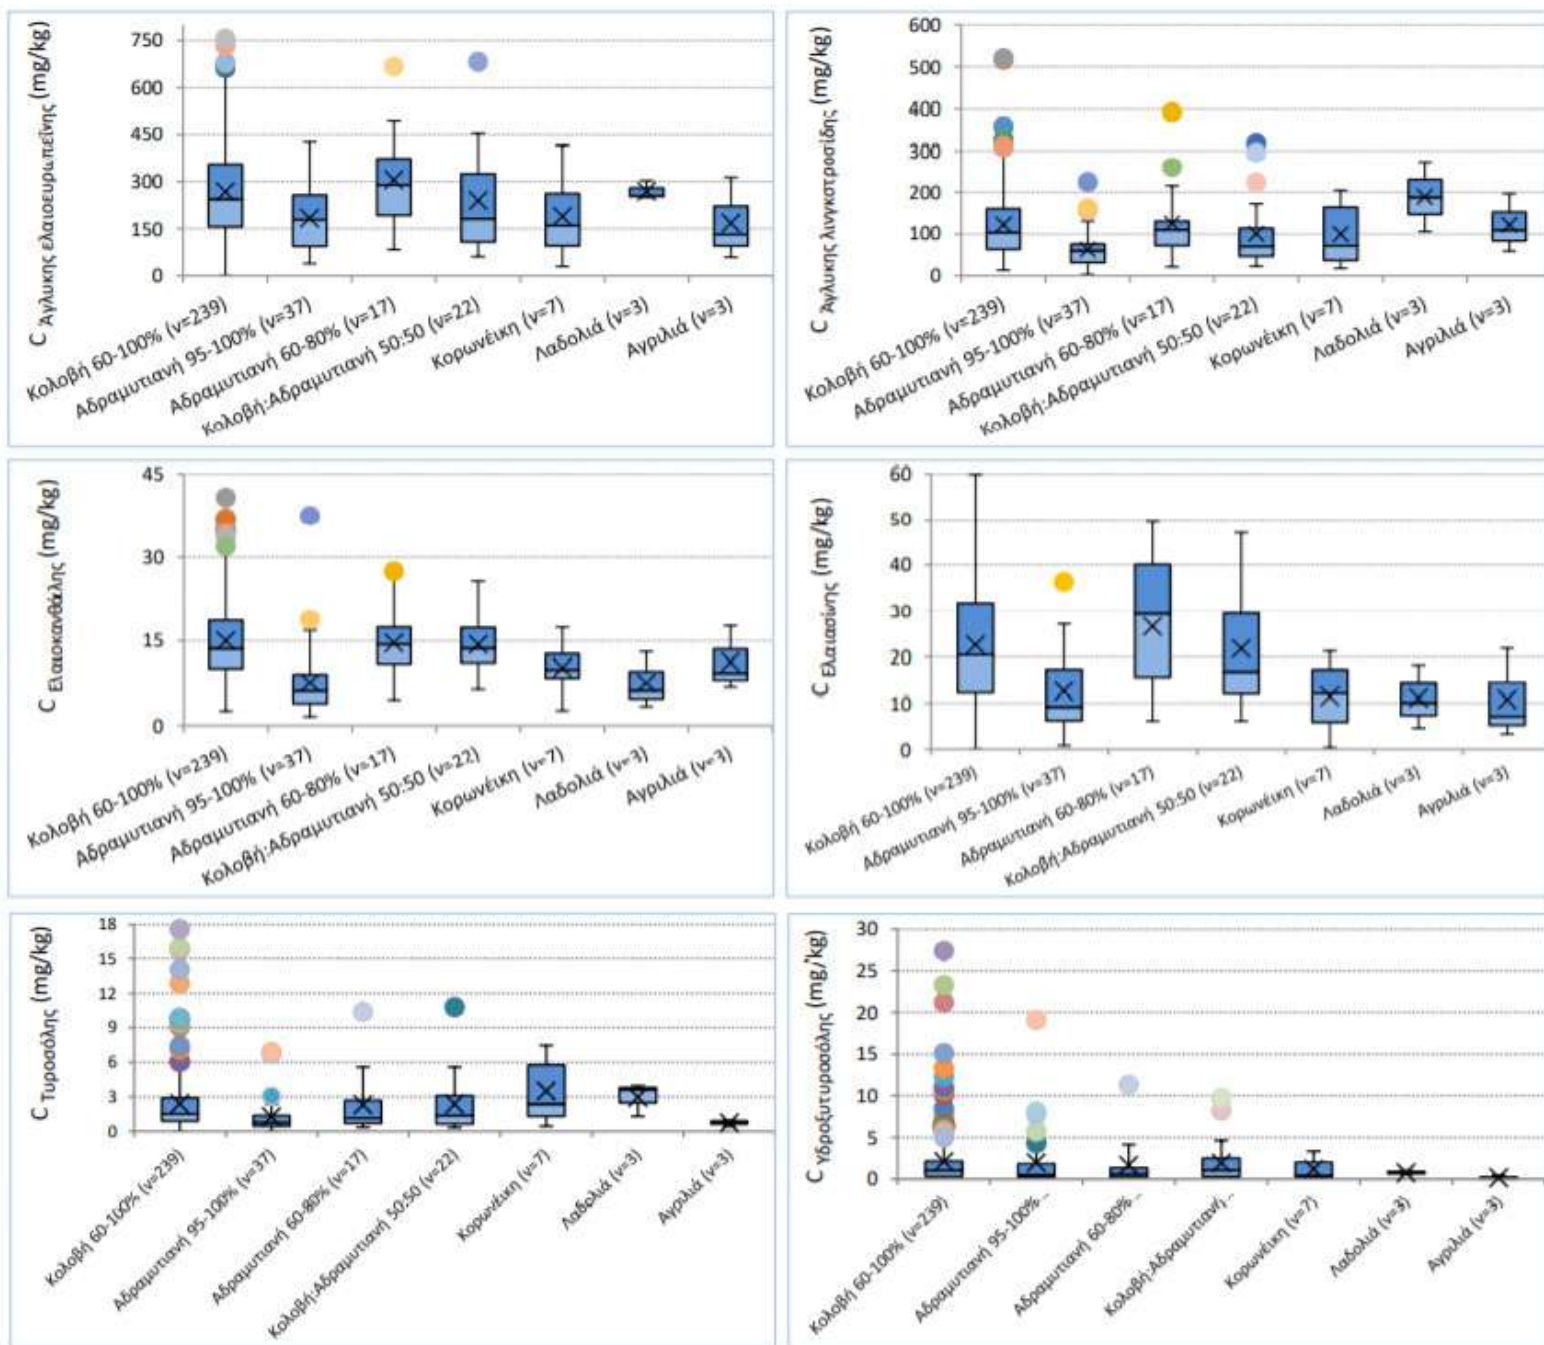 C Άγλυκης ελαιοευρωπεΐνης (mg/kg)
750
600
450
300
150
0
Κολοβή 60-100% (ν=239)
Αδραμυτιανή 95-100% (ν=37)
Αδραμυτιανή 60-80% (ν=17)
Κολοβή:Αδραμυτιανή 50:50 (ν=22)
Κορωνέικη (ν=7)
Λαδολιά (ν=3)
Αγριλιά (ν=3)
C Άγλυκης λινγκστροσίδης (mg/kg)
600
500
400
300
200
100
0
Κολοβή 60-100% (ν=239)
Αδραμυτιανή 95-100% (ν=37)
Αδραμυτιανή 60-80% (ν=17)
Κολοβή:Αδραμυτιανή 50:50 (ν=22)
Κορωνέικη (ν=7)
Λαδολιά (ν=3)
Αγριλιά (ν=3)
C Ελαιοκανθάλης (mg/kg)
45
30
15
0
Κολοβή 60-100% (ν=239)
Αδραμυτιανή 95-100% (ν=37)
Αδραμυτιανή 60-80% (ν=17)
Κολοβή:Αδραμυτιανή 50:50 (ν=22)
Κορωνέικη (ν=7)
Λαδολιά (ν=3)
Αγριλιά (ν=3)
C Ελαιασίνης (mg/kg)
60
50
40
30
20
10
0
Κολοβή 60-100% (ν=239)
Αδραμυτιανή 95-100% (ν=37)
Αδραμυτιανή 60-80% (ν=17)
Κολοβή:Αδραμυτιανή 50:50 (ν=22)
Κορωνέικη (ν=7)
Λαδολιά (ν=3)
Αγριλιά (ν=3)
C Τυροσόλης (mg/kg)
18
15
12
9
6
3
0
Κολοβή 60-100% (ν=239)
Αδραμυτιανή 95-100% (ν=37)
Αδραμυτιανή 60-80% (ν=17)
Κολοβή:Αδραμυτιανή 50:50 (ν=22)
Κορωνέικη (ν=7)
Λαδολιά (ν=3)
Αγριλιά (ν=3)
C Υδροξυτυροσόλης (mg/kg)
30
25
20
15
10
5
0
Κολοβή 60-100% (ν=239)
Αδραμυτιανή 95-100%...
Αδραμυτιανή 60-80%...
Κολοβή:Αδραμυτιανή...
Κορωνέικη (ν=7)
Λαδολιά (ν=3)
Αγριλιά (ν=3)